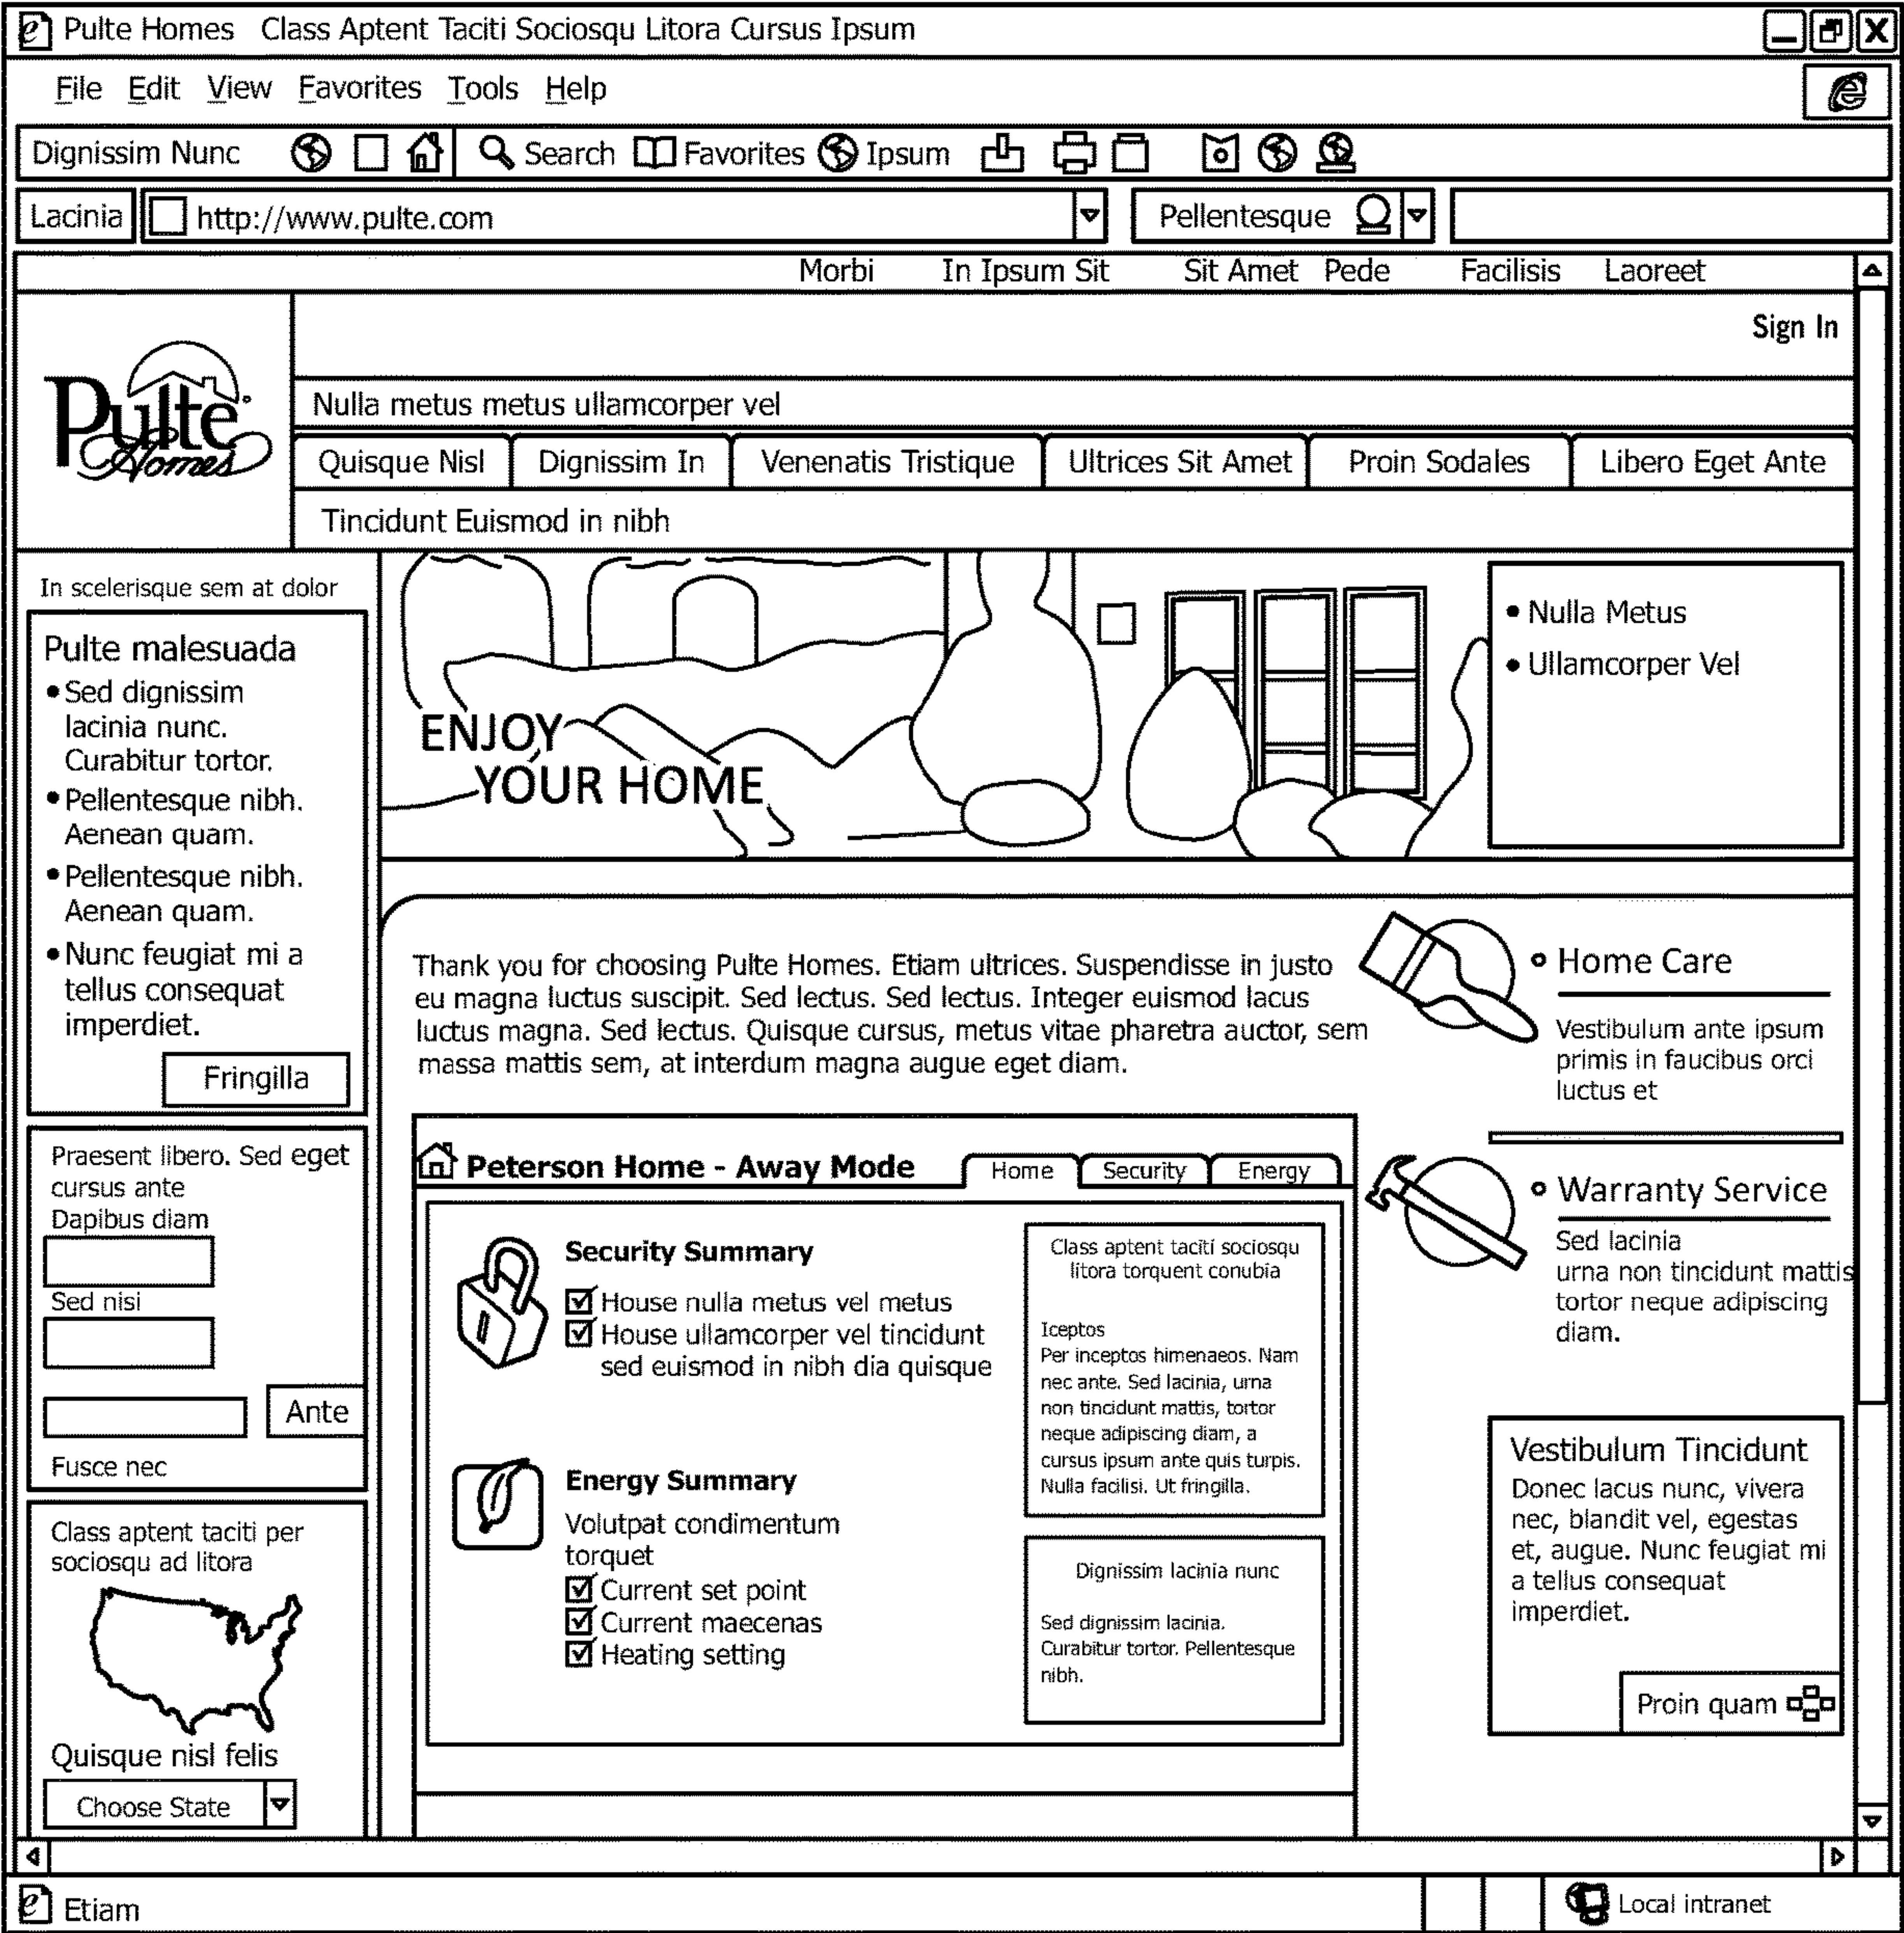 Pulte Homes Class Aptent Taciti Sociosqu Litora Cursus Ipsum
File Edit View Favorites Tools Help
Dignissim Nunc Search Favorites Ipsum
Lacinia http://www.pulte.com Pellentesque
Morbi In Ipsum Sit Sit Amet Pede Facilisis Laoreet
Sign In
Pulte
Homes
Nulla metus metus ullamcorper vel
Quisque Nisl Dignissim In Venenatis Tristique Ultrices Sit Amet Proin Sodales Libero Eget Ante
Tincidunt Euismod in nibh
In scelerisque sem at dolor
Pulte malesuada
• Sed dignissim
lacinia nunc.
Curabitur tortor.
• Pellentesque nibh.
Aenean quam.
• Pellentesque nibh.
Aenean quam.
• Nunc feugiat mi a
tellus consequat
imperdiet.
Fringilla
Praesent libero. Sed eget
cursus ante
Dapibus diam
Sed nisi
Ante
Fusce nec
Class aptent taciti per
sociosqu ad litora
Quisque nisl felis
Choose State
ENJOY
YOUR HOME
• Nulla Metus
• Ullamcorper Vel
Thank you for choosing Pulte Homes. Etiam ultrices. Suspendisse in justo
eu magna luctus suscipit. Sed lectus. Sed lectus. Integer euismod lacus
luctus magna. Sed lectus. Quisque cursus, metus vitae pharetra auctor, sem
massa mattis sem, at interdum magna augue eget diam.
Peterson Home - Away Mode Home Security Energy
Security Summary
House nulla metus vel metus
House ullamcorper vel tincidunt
sed euismod in nibh dia quisque
Energy Summary
Volutpat condimentum
torquet
Current set point
Current maecenas
Heating setting
Class aptent taciti sociosqu
litora torquent conubia
Iceptos
Per inceptos himenaeos. Nam
nec ante. Sed lacinia, urna
non tincidunt mattis, tortor
neque adipiscing diam, a
cursus ipsum ante quis turpis.
Nulla facilisi. Ut fringilla.
Dignissim lacinia nunc
Sed dignissim lacinia.
Curabitur tortor. Pellentesque
nibh.
Home Care
Vestibulum ante ipsum
primis in faucibus orci
luctus et
Warranty Service
Sed lacinia
urna non tincidunt mattis
tortor neque adipiscing
diam.
Vestibulum Tincidunt
Donec lacus nunc, vivera
nec, blandit vel, egestas
et, augue. Nunc feugiat mi
a tellus consequat
imperdiet.
Proin quam
Etiam
Local intranet